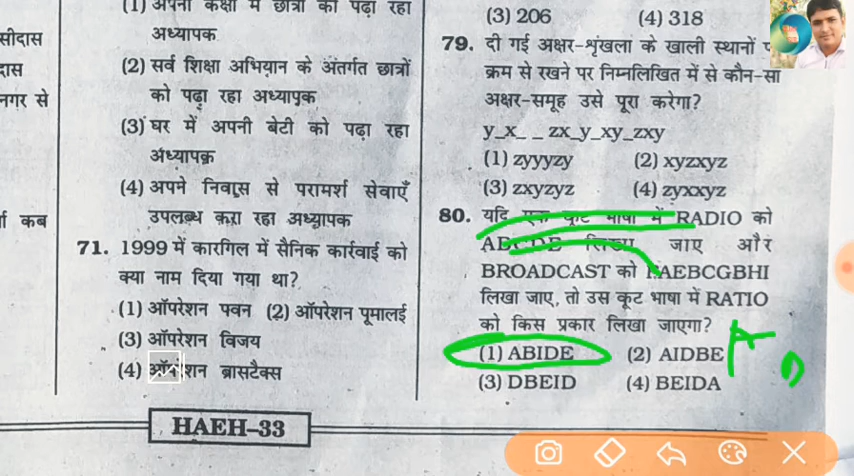 (1) अपनी कक्षा में छात्रों को पढ़ा रहा
अध्यापक
(2) सर्व शिक्षा अभियान के अंतर्गत छात्रों
को पढ़ा रहा अध्यापक
(3) घर में अपनी बेटी को पढ़ा रहा
अध्यापक
(4) अपने निवास से परामर्श सेवाएँ
उपलब्ध करा रहा अध्यापक
71. 1999 में कारगिल में सैनिक कार्रवाई को
क्या नाम दिया गया था?
(1) ऑपरेशन पवन (2) ऑपरेशन पूमालई
(3) ऑपरेशन विजय
(4) ऑपरेशन ब्रासटैक्स
सीदास
दास
नगर से
कब
(3) 206 (4) 318
79. दी गई अक्षर-शृंखला के खाली स्थानों
क्रम से रखने पर निम्नलिखित में से कौन-सा
अक्षर-समूह उसे पूरा करेगा?
y_x_ _ zx_y_xy_zxy
(1) zyyyzy (2) xyzxyz
(3) zxyzyz (4) zyxxyz
80. यदि एक कूट भाषा में RADIO को
ABCDE लिखा जाए और
BROADCAST को FAEBCGBHI
लिखा जाए, तो उस कूट भाषा में RATIO
को किस प्रकार लिखा जाएगा?
(1) ABIDE (2) AIDBE
(3) DBEID (4) BEIDA
HAEH-33